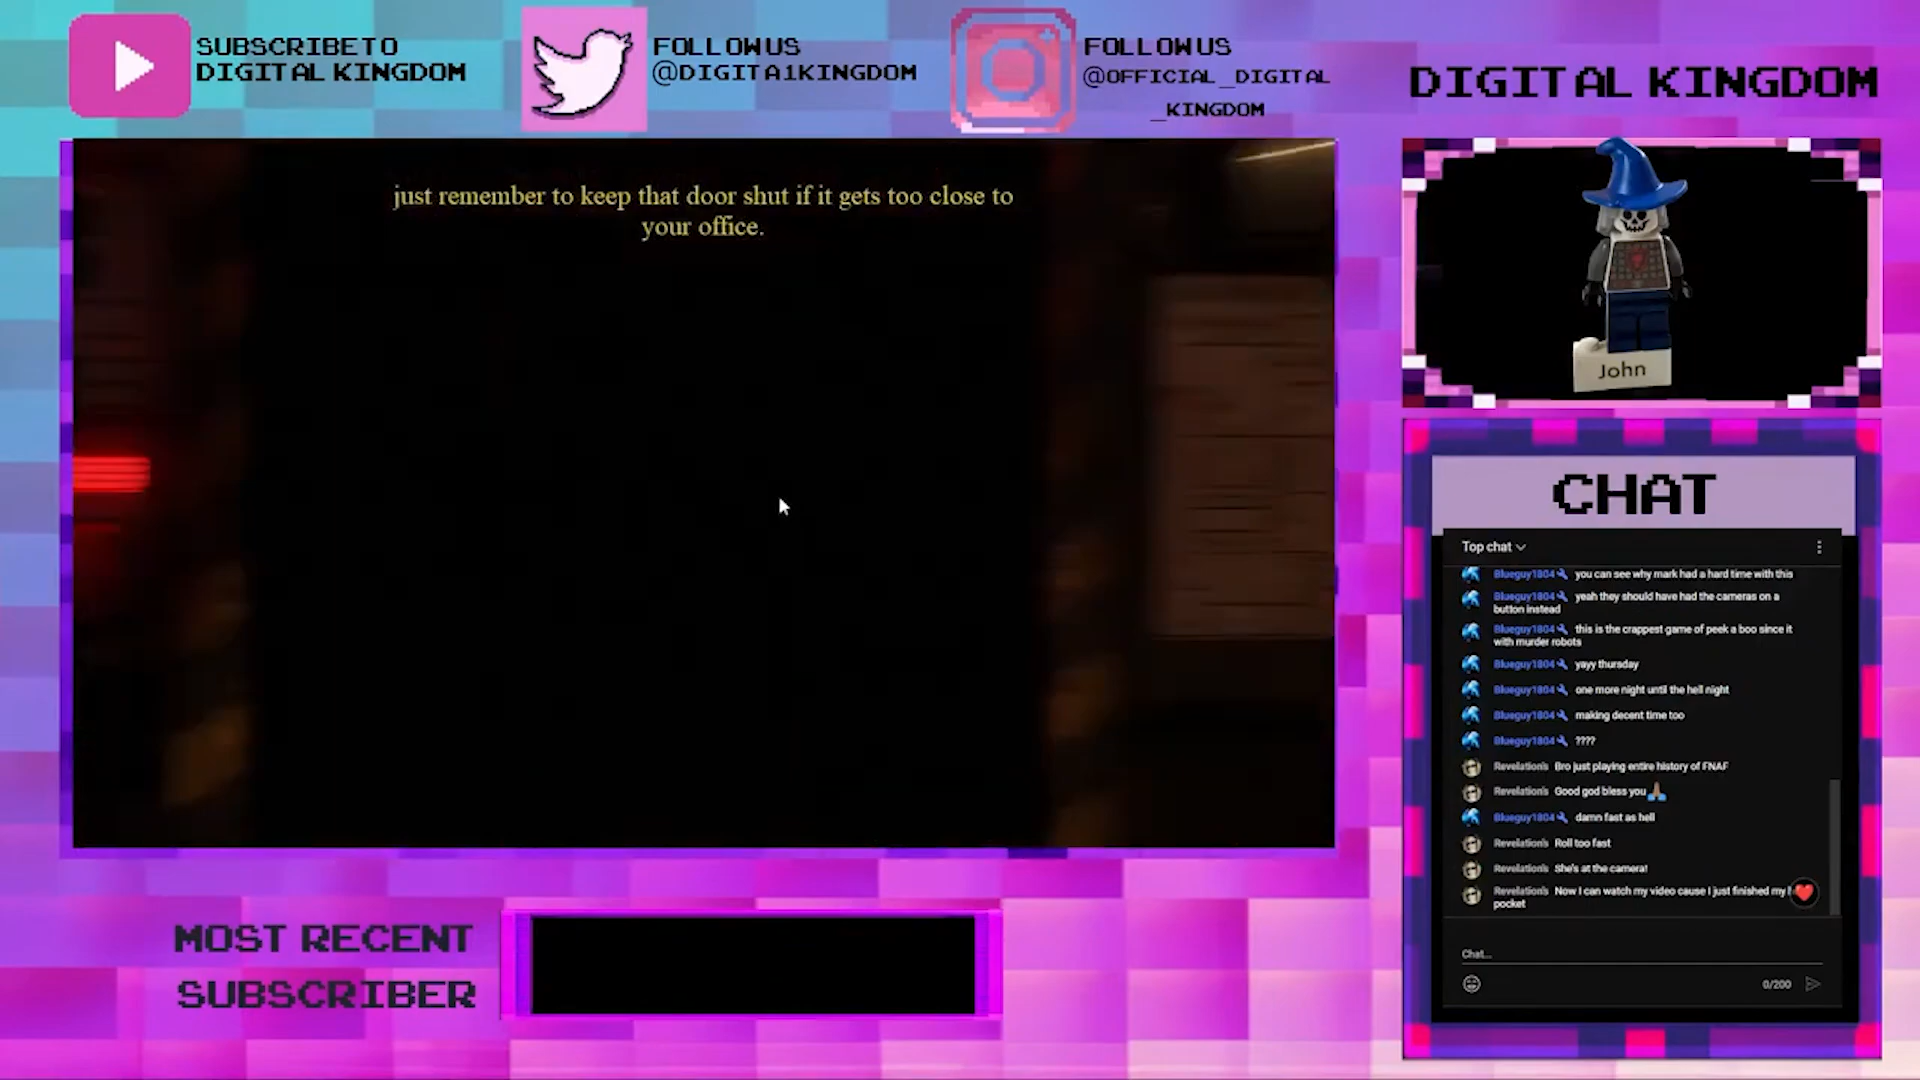 SUBSCRIBE TO
DIGITAL KINGDOM
FOLLOW US
@DIGITA1KINGDOM
FOLLOW US
@OFFICIAL_DIGITAL
_KINGDOM
DIGITAL KINGDOM
just remember to keep that door shut if it gets too close to
your office.
John
CHAT
Top chat
Blueguy1804 you can see why mark had a hard time with this
Blueguy1804 yeah they should have had the cameras on a
button instead
Blueguy1804 this is the crappest game of peek a boo since it
with murder robots
Blueguy1804 yayy thursday
Blueguy1804 one more night until the hell night
Blueguy1804 making decent time too
Blueguy1804 ????
Revelation's Bro just playing entire history of FNAF
Revelation's Good god bless you 🙏🏽
Blueguy1804 damn fast as hell
Revelation's Roll too fast
Revelation's She's at the camera!
Revelation's Now I can watch my video cause I just finished my
pocket
Chat...
0/200
MOST RECENT
SUBSCRIBER